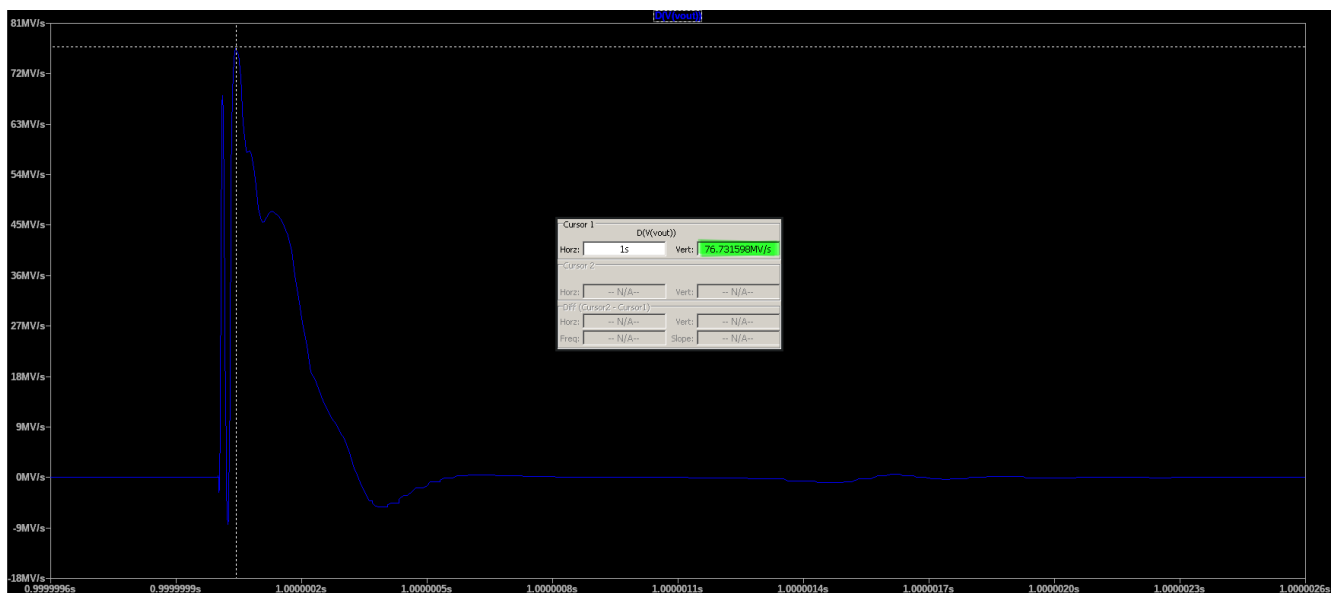 D(V(vout))
81MV/s
72MV/s
63MV/s
54MV/s
45MV/s
36MV/s
27MV/s
18MV/s
9MV/s
0MV/s
-9MV/s
-18MV/s
Cursor 1
D(V(vout))
Horz: 1s Vert: 76.731598MV/s
Cursor 2
Horz: -- N/A-- Vert: -- N/A--
Diff (Cursor2 - Cursor1)
Horz: -- N/A-- Vert: -- N/A--
Freq: -- N/A-- Slope: -- N/A--
0.9999996s 0.9999999s 1.0000002s 1.0000005s 1.0000008s 1.0000011s 1.0000014s 1.0000017s 1.0000020s 1.0000023s 1.0000026s